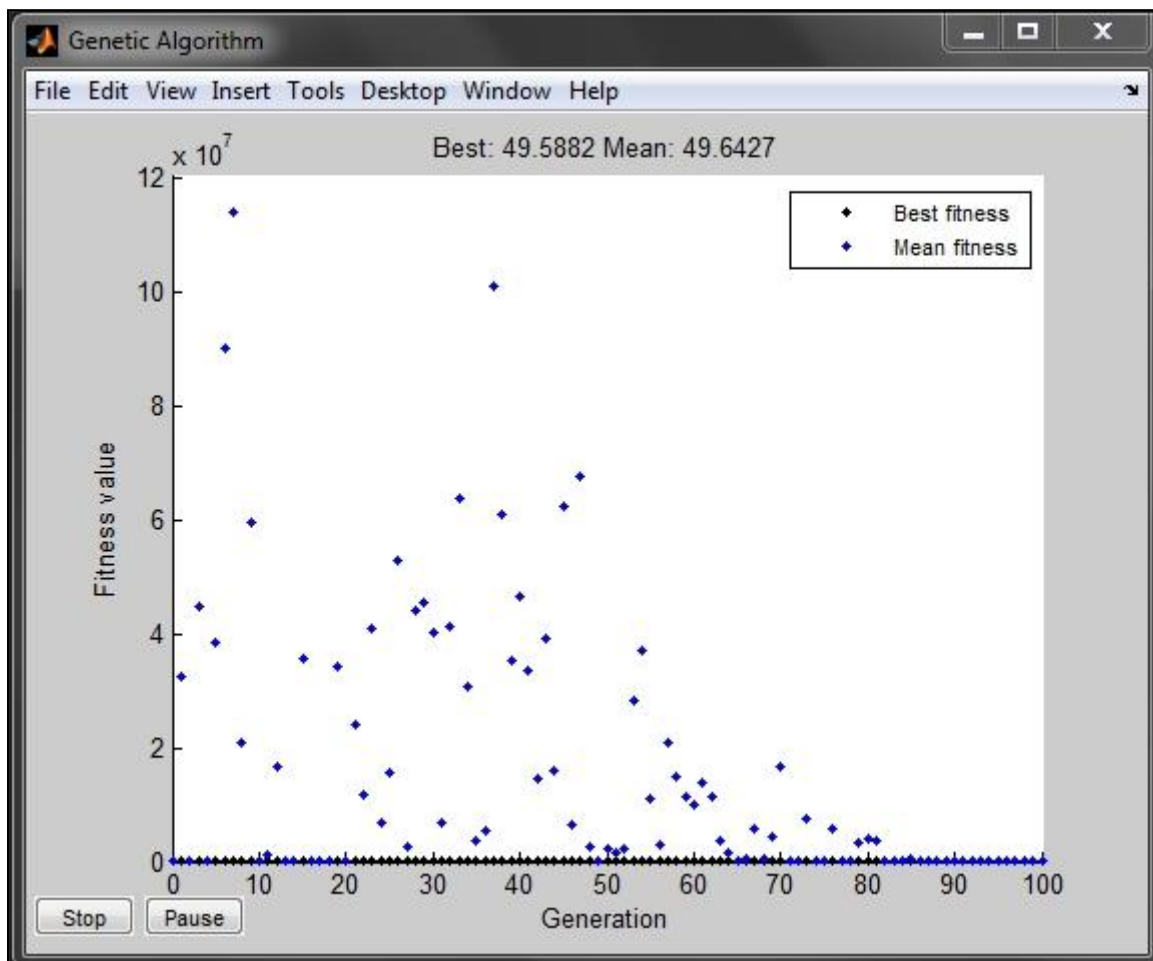 Genetic Algorithm
File Edit View Insert Tools Desktop Window Help
x 10^7
Best: 49.5882 Mean: 49.6427
12
10
8
6
4
2
0
Fitness value
Best fitness
Mean fitness
0 10 20 30 40 50 60 70 80 90 100
Generation
Stop Pause